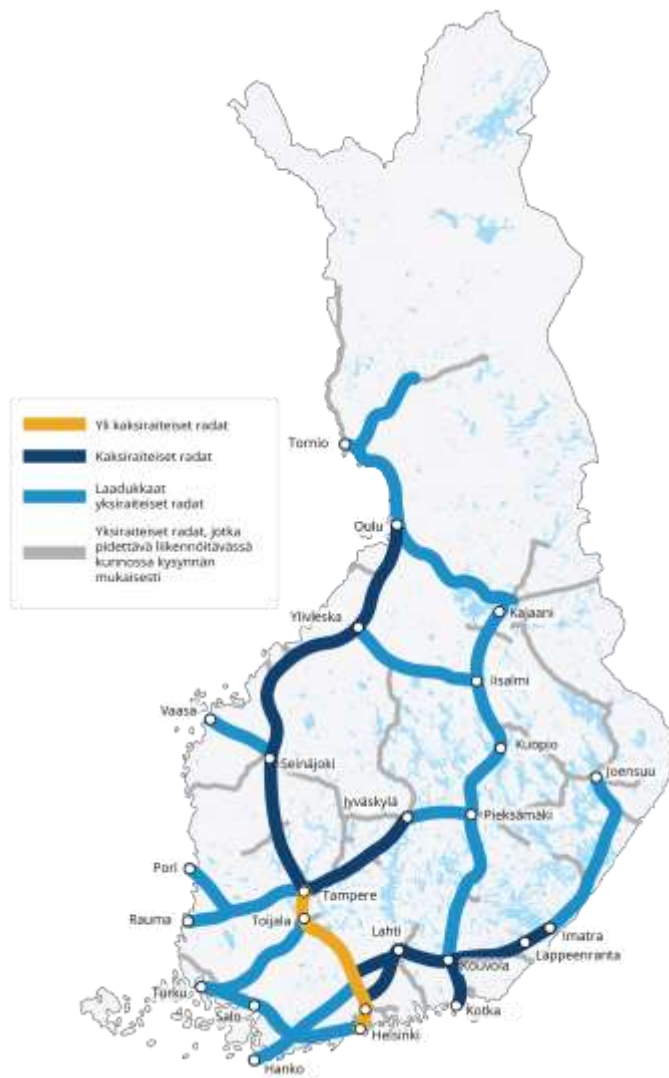 Yli kaksiraiteiset radat
Kaksiraiteiset radat
Laadukkaat
yksiraiteiset radat
Yksiraiteiset radat, jotka
pidettävä liikennöitävässä
kunnossa kysynnän
mukaisesti
Tornio
Oulu
Ylivieska
Kajaani
Iisalmi
Vaasa
Seinäjoki
Kuopio
Joensuu
Jyväskylä
Pieksämäki
Pori
Tampere
Rauma
Toijala
Lahti
Imatra
Lappeenranta
Kouvola
Turku
Salo
Kotka
Helsinki
Hanko